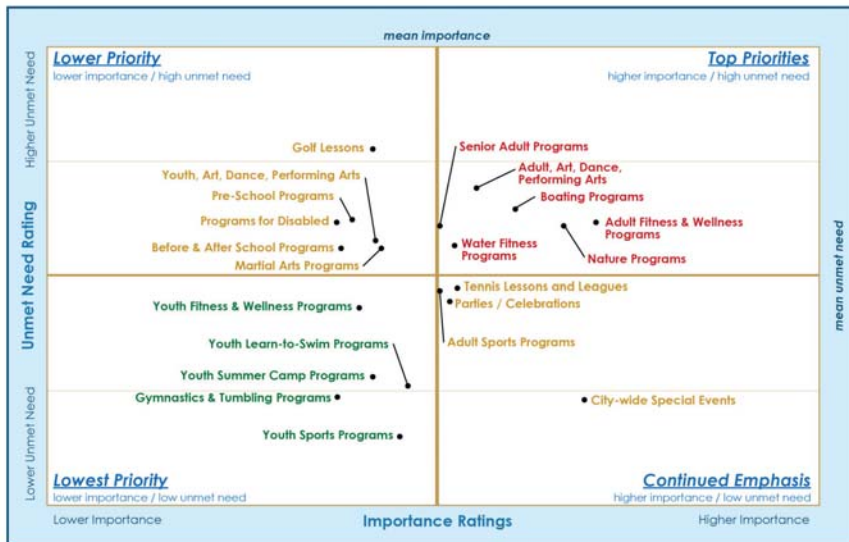 mean importance
Lower Priority
lower importance / high unmet need
Top Priorities
higher importance / high unmet need
Higher Unmet Need
Unmet Need Rating
Lower Unmet Need
mean unmet need
Golf Lessons
Youth, Art, Dance, Performing Arts
Pre-School Programs
Programs for Disabled
Before & After School Programs
Martial Arts Programs
Senior Adult Programs
Adult, Art, Dance,
Performing Arts
Boating Programs
Adult Fitness & Wellness
Programs
Water Fitness
Programs
Nature Programs
Youth Fitness & Wellness Programs
Youth Learn-to-Swim Programs
Youth Summer Camp Programs
Gymnastics & Tumbling Programs
Youth Sports Programs
Tennis Lessons and Leagues
Parties / Celebrations
Adult Sports Programs
City-wide Special Events
Lowest Priority
lower importance / low unmet need
Continued Emphasis
higher importance / low unmet need
Lower Importance
Importance Ratings
Higher Importance